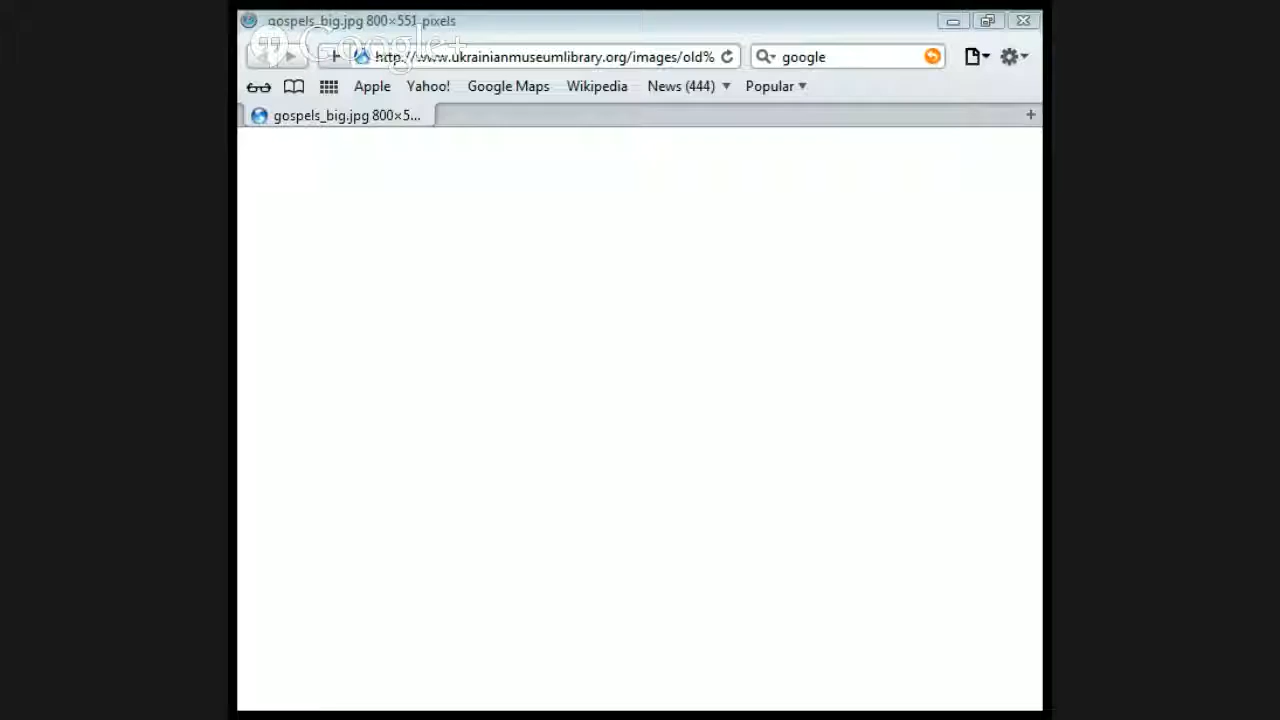 gospels_big.jpg 800×551 pixels
Google+
http://www.ukrainianmuseumlibrary.org/images/old%
google
Apple Yahoo! Google Maps Wikipedia News (444) Popular
gospels_big.jpg 800×5...